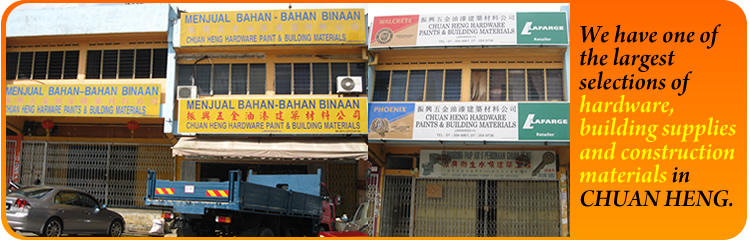 MENJUAL BAHAN-BAHAN BINAAN
CHUAN HENG HARDWARE PAINTS & BUILDING MATERIALS
MENJUAL BAHAN - BAHAN BINAAN
CHUAN HENG HARDWARE PAINT & BUILDING MATERIALS
MENJUAL BAHAN-BAHAN BINAAN
振興五金油漆建築材料公司
CHUAN HENG HARDWARE PAINT & BUILDING MATERIALS
WALCRETE
振興五金油漆建築材料公司
CHUAN HENG HARDWARE
PAINTS & BUILDING MATERIALS
LAFARGE
Retailer
PHOENIX
振興五金油漆建築材料公司
CHUAN HENG HARDWARE
PAINTS & BUILDING MATERIALS
LAFARGE
Retailer
We have one of
the largest
selections of
hardware,
building supplies
and construction
materials in
CHUAN HENG.